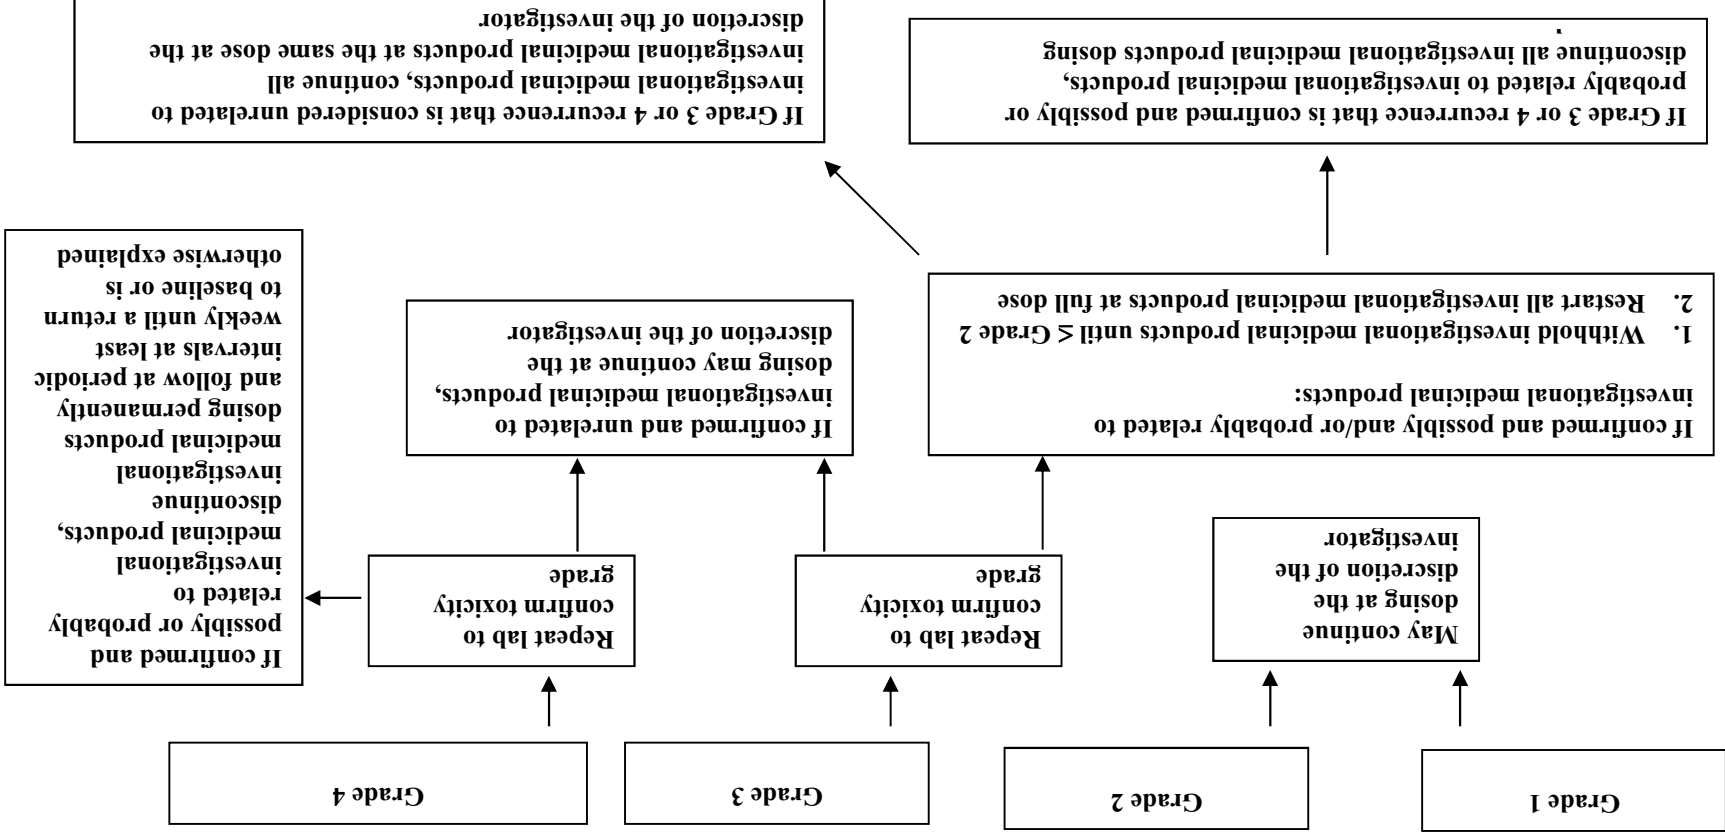 Grade 1
Grade 2
Grade 3
Grade 4
May continue
dosing at the
discretion of the
investigator
Repeat lab to
confirm toxicity
grade
Repeat lab to
confirm toxicity
grade
If confirmed and
possibly or probably
related to
investigational
medicinal products,
discontinue
investigational
medicinal products
dosing permanently
and follow at periodic
intervals at least
weekly until a return
to baseline or is
otherwise explained
If confirmed and possibly and/or probably related to
investigational medicinal products:
1. Withhold investigational medicinal products until ≤ Grade 2
2. Restart all investigational medicinal products at full dose
If confirmed and unrelated to
investigational medicinal products,
dosing may continue at the
discretion of the investigator
If Grade 3 or 4 recurrence that is confirmed and possibly or
probably related to investigational medicinal products,
discontinue all investigational medicinal products dosing
If Grade 3 or 4 recurrence that is considered unrelated to
investigational medicinal products, continue all
investigational medicinal products at the same dose at the
discretion of the investigator